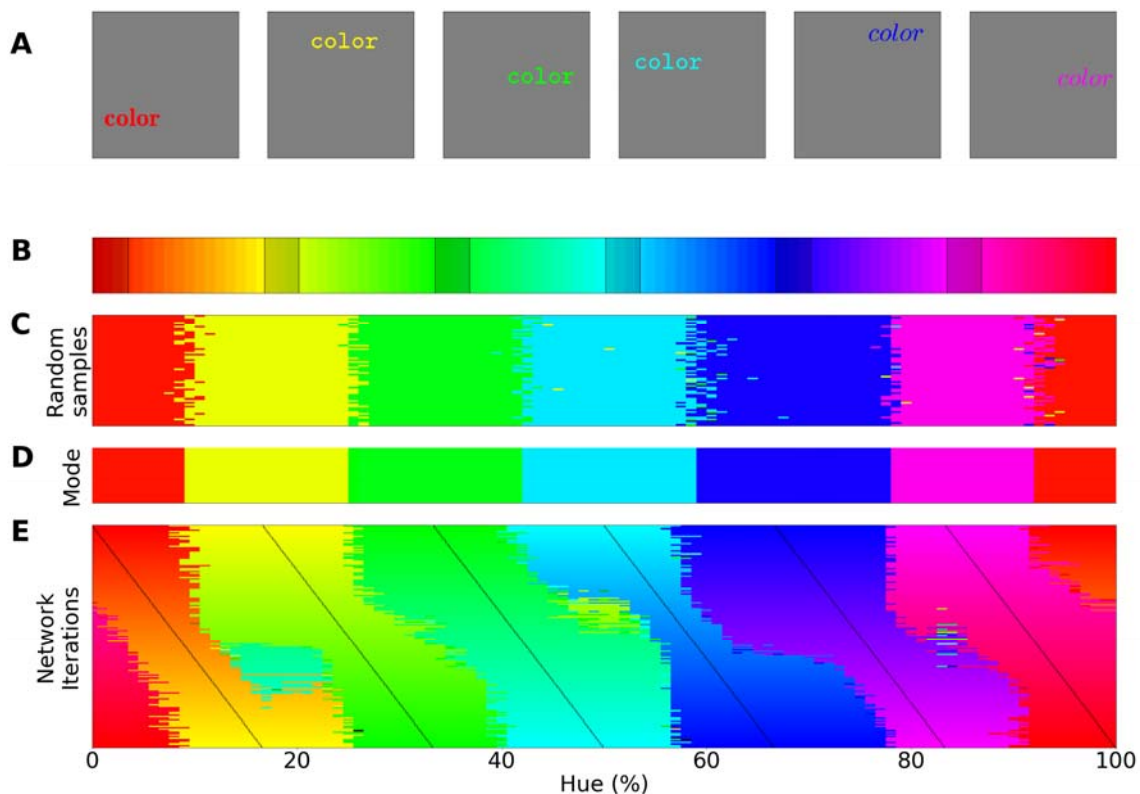 A
color
color
color
color
color
color
B
C
Random
samples
D
Mode
E
Network
Iterations
0 20 40 60 80 100
Hue (%)